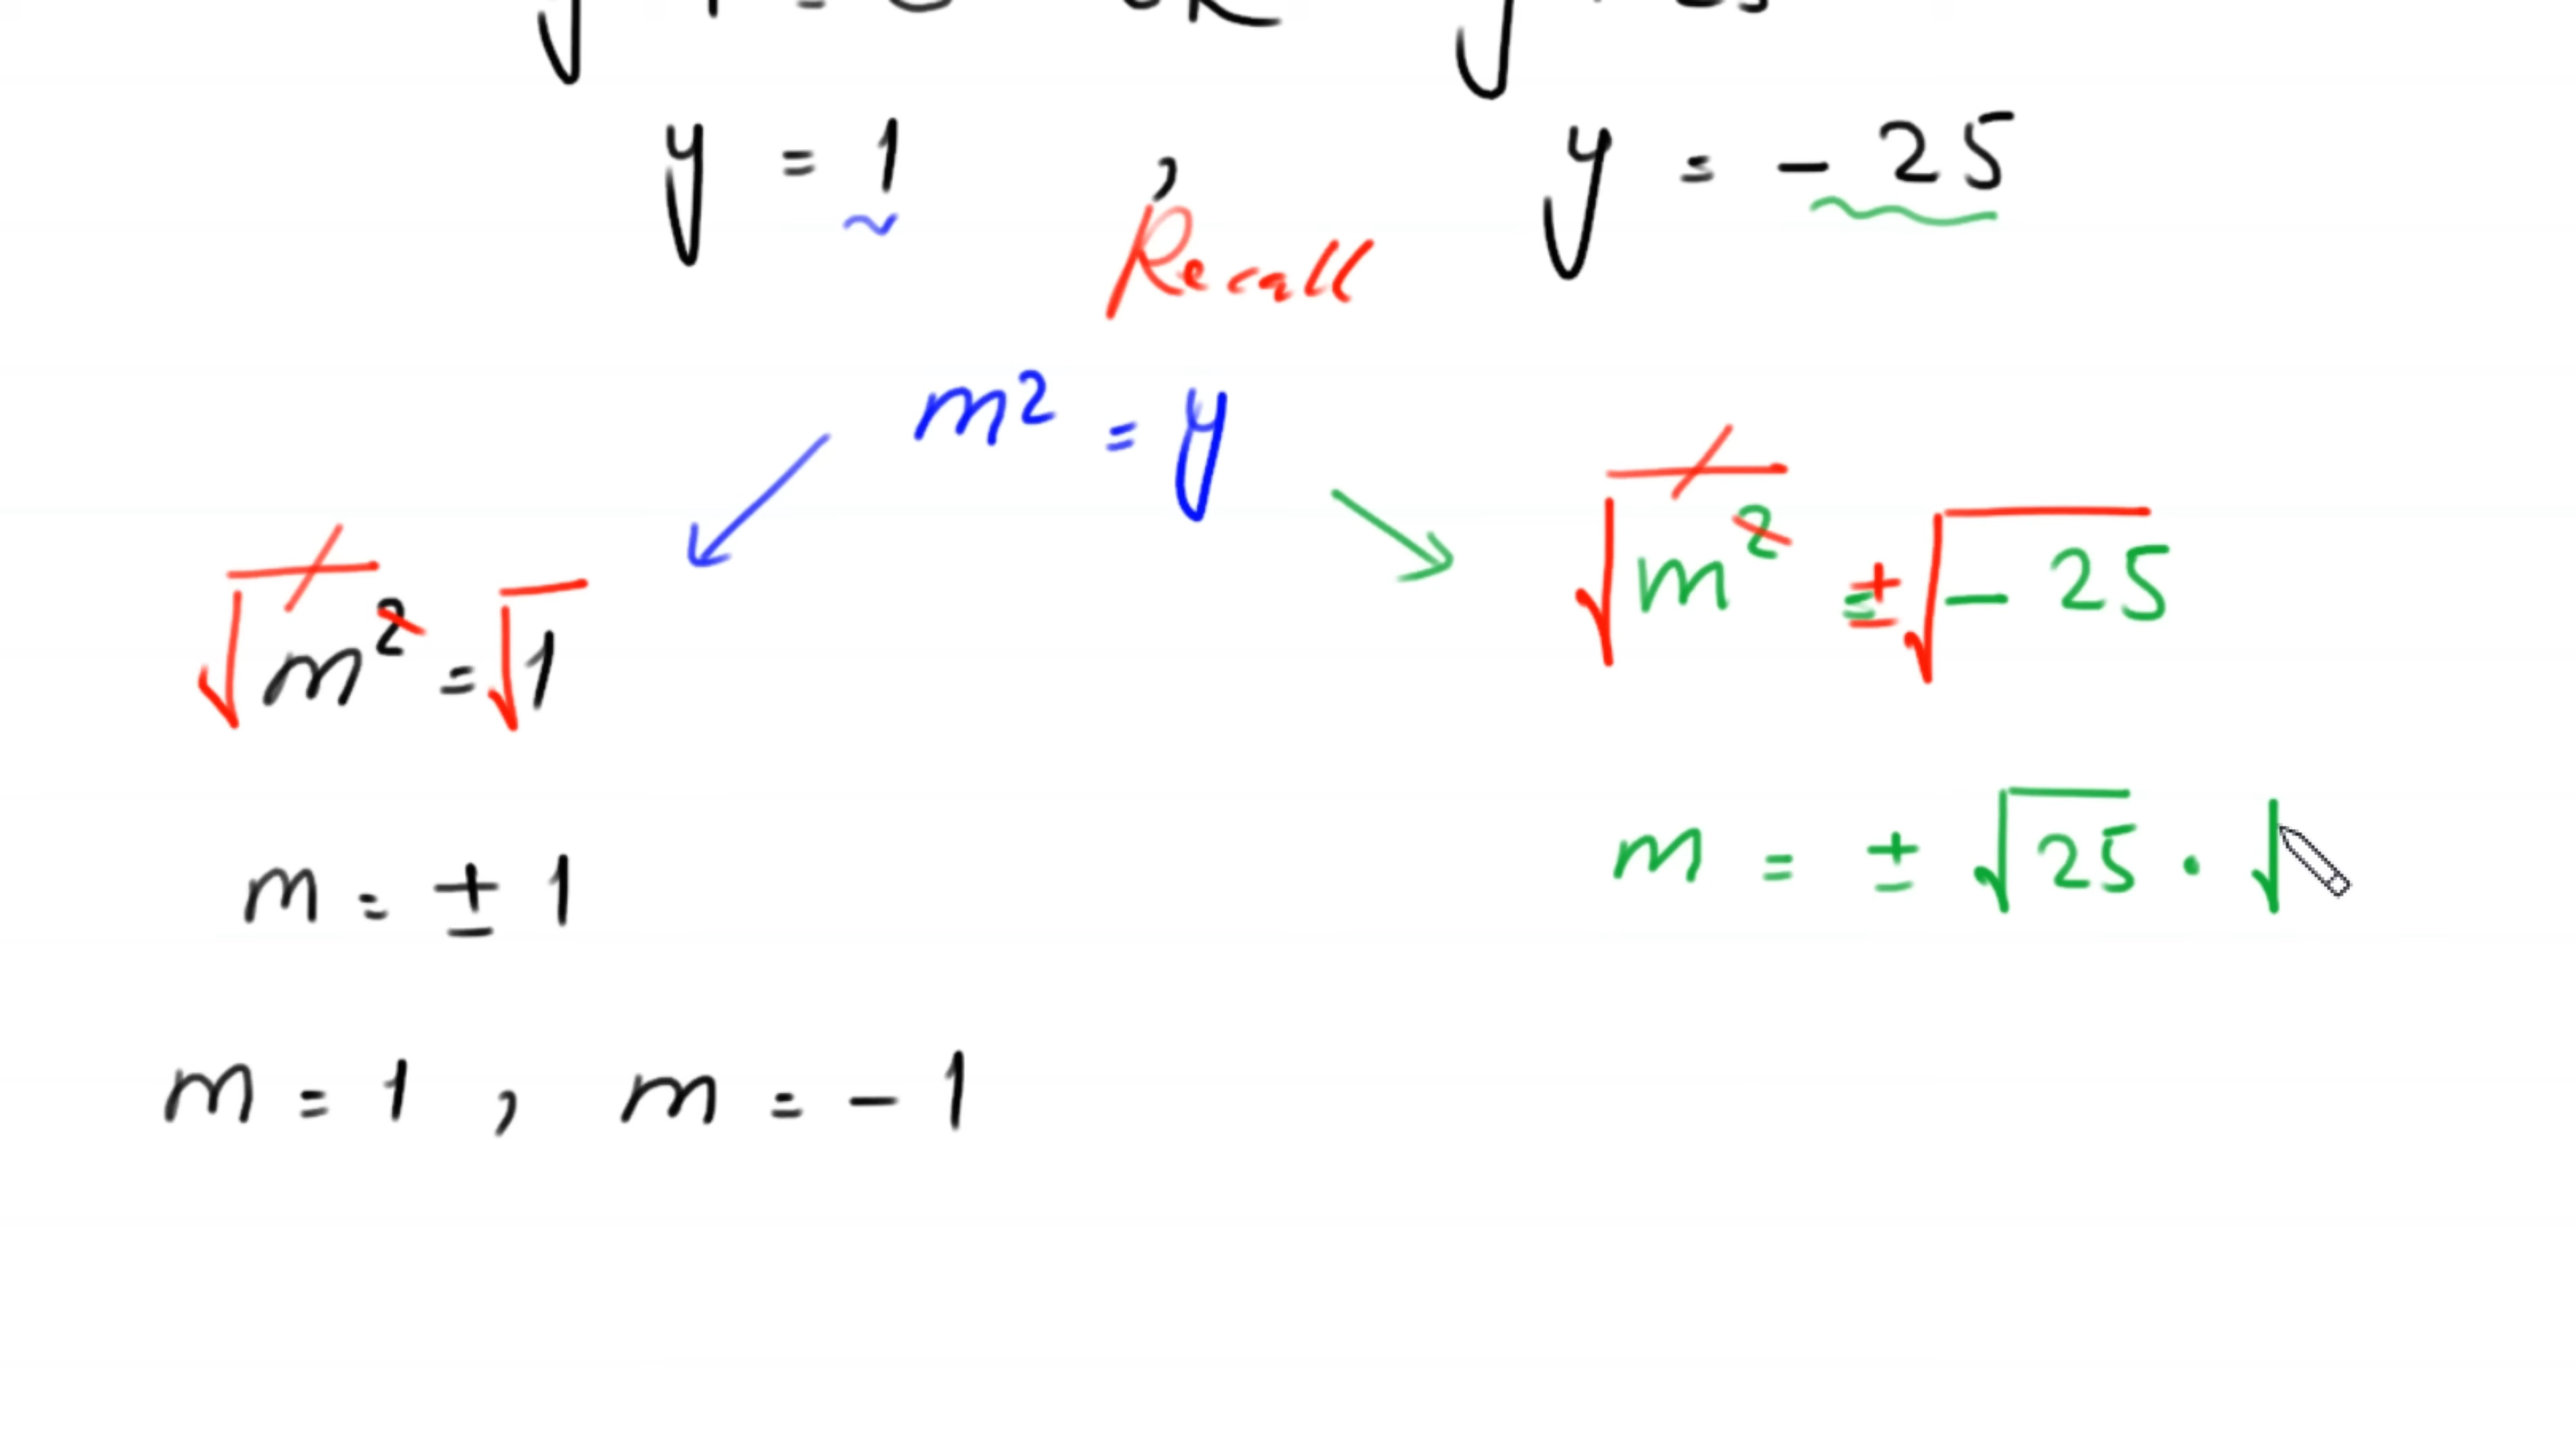 y = 1 , y = - 25
Recall
m² = y
√m² = √1
√m² = ± √- 25
m = ± 1
m = ± √25 · √
m = 1 , m = - 1